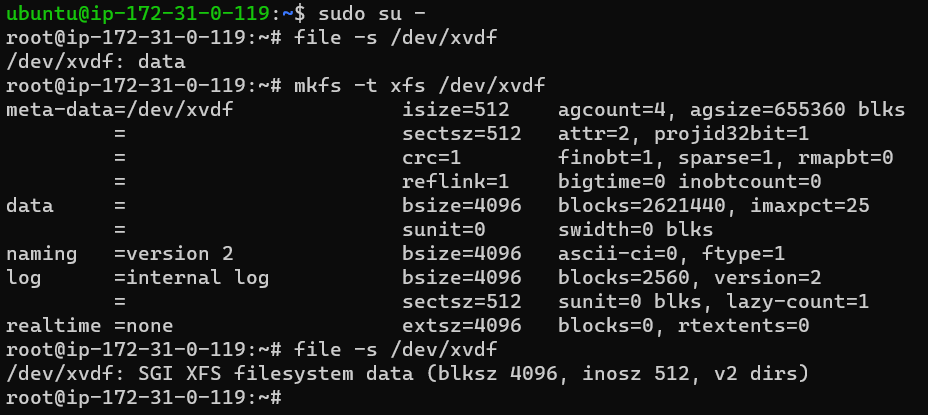 ubuntu@ip-172-31-0-119:~$ sudo su -
root@ip-172-31-0-119:~# file -s /dev/xvdf
/dev/xvdf: data
root@ip-172-31-0-119:~# mkfs -t xfs /dev/xvdf
meta-data=/dev/xvdf              isize=512    agcount=4, agsize=655360 blks
         =                       sectsz=512   attr=2, projid32bit=1
         =                       crc=1        finobt=1, sparse=1, rmapbt=0
         =                       reflink=1    bigtime=0 inobtcount=0
data     =                       bsize=4096   blocks=2621440, imaxpct=25
         =                       sunit=0      swidth=0 blks
naming   =version 2              bsize=4096   ascii-ci=0, ftype=1
log      =internal log           bsize=4096   blocks=2560, version=2
         =                       sectsz=512   sunit=0 blks, lazy-count=1
realtime =none                   extsz=4096   blocks=0, rtextents=0
root@ip-172-31-0-119:~# file -s /dev/xvdf
/dev/xvdf: SGI XFS filesystem data (blksz 4096, inosz 512, v2 dirs)
root@ip-172-31-0-119:~#